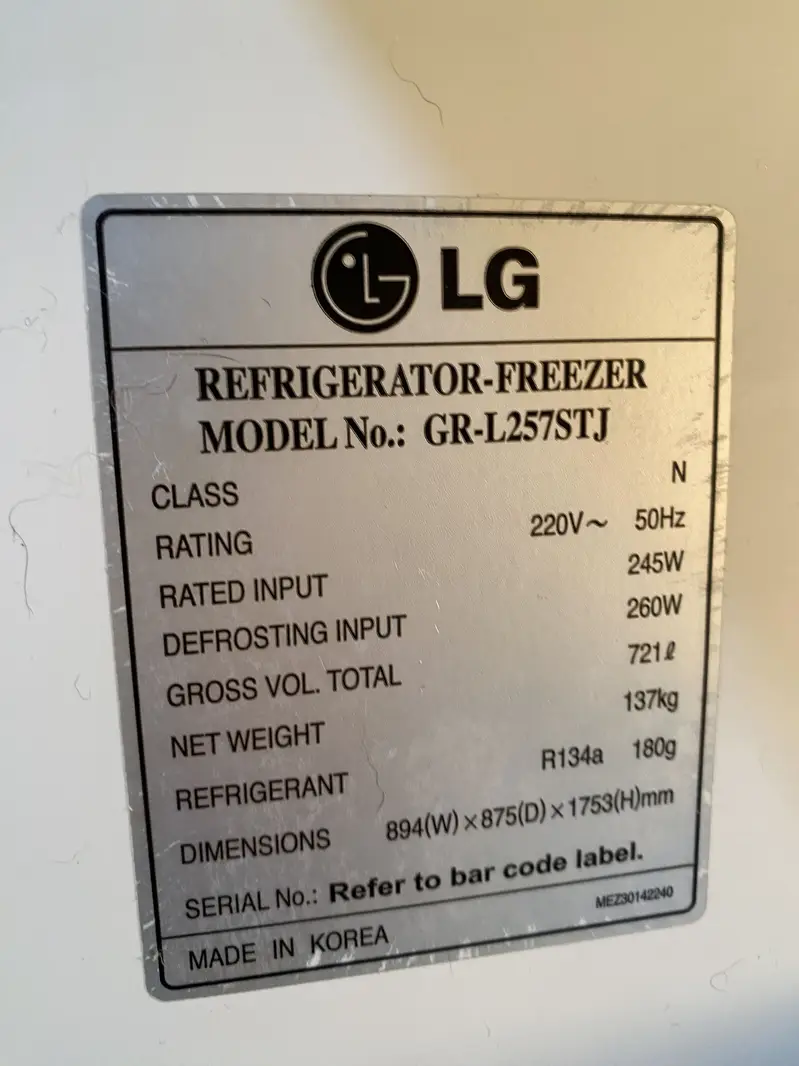 LG
REFRIGERATOR-FREEZER
MODEL No.: GR-L257STJ
CLASS N
RATING 220V~ 50Hz
RATED INPUT 245W
DEFROSTING INPUT 260W
GROSS VOL. TOTAL 721ℓ
NET WEIGHT 137kg
REFRIGERANT R134a 180g
DIMENSIONS 894(W)×875(D)×1753(H)mm
SERIAL No.: Refer to bar code label.
MEZ30142240
MADE IN KOREA